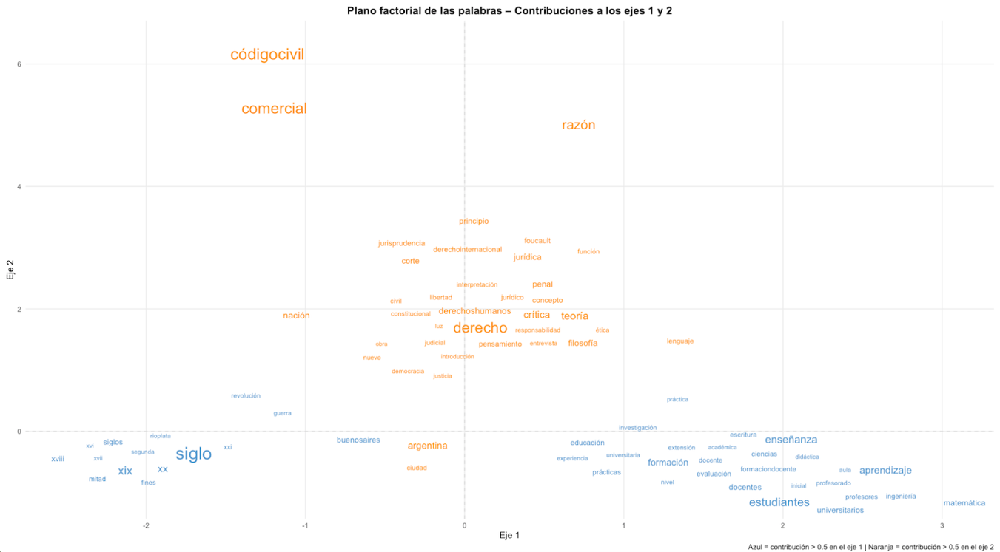 Plano factorial de las palabras – Contribuciones a los ejes 1 y 2
códigocivil
6
comercial
razón
4
principio
jurisprudencia
foucault
derechointernacional
función
corte
jurídica
Eje 2
interpretación
penal
civil
libertad
jurídico
concepto
2
nación
constitucional
derechoshumanos
crítica
teoría
luz
derecho
responsabilidad
ética
obra
judicial
pensamiento
entrevista
filosofía
lenguaje
nuevo
introducción
democracia
justicia
revolución
práctica
guerra
investigación
0
rioplata
buenosaires
escritura
enseñanza
xvi
siglos
xxi
argentina
educación
extensión
académica
segunda
siglo
xviii
xvii
experiencia
universitaria
ciencias
didáctica
xix
xx
ciudad
formación
docente
formaciondocente
aula
aprendizaje
prácticas
evaluación
mitad
fines
nivel
docentes
inicial
profesorado
estudiantes
profesores
ingeniería
matemática
universitarios
-2
-1
0
1
2
3
Eje 1
Azul = contribución > 0.5 en el eje 1 | Naranja = contribución > 0.5 en el eje 2